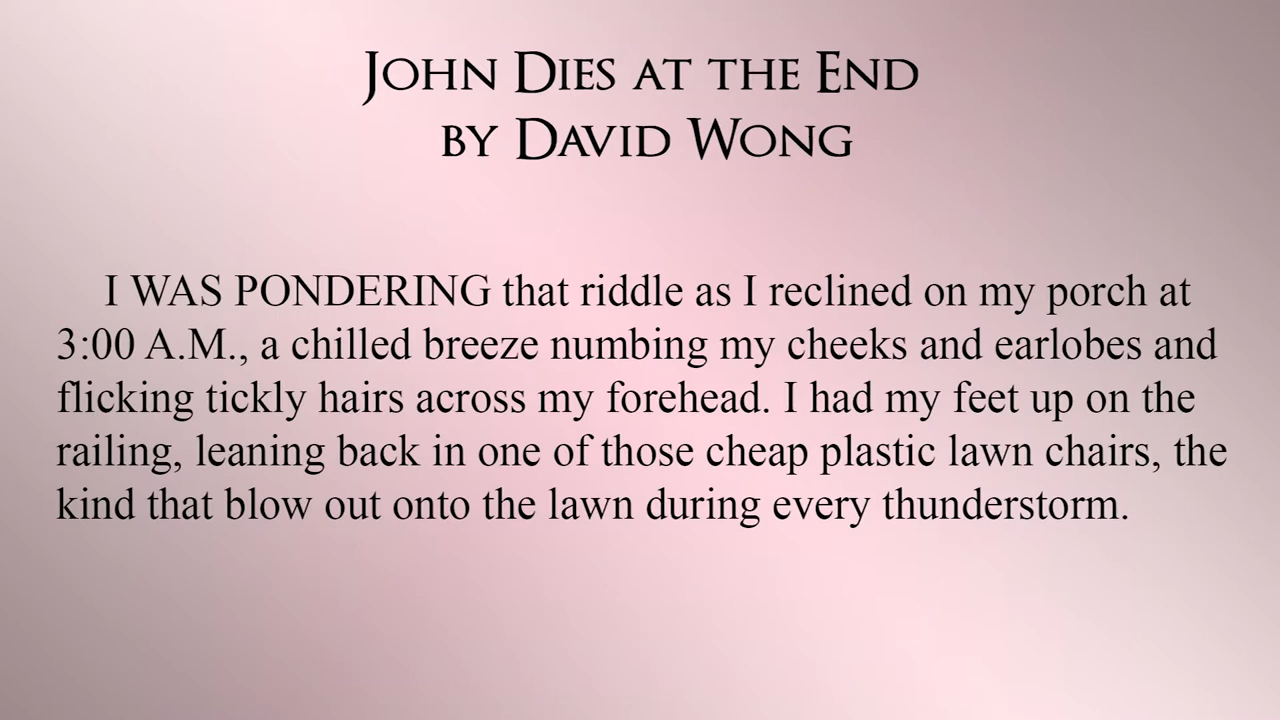 John Dies at the End
by David Wong
I WAS PONDERING that riddle as I reclined on my porch at
3:00 A.M., a chilled breeze numbing my cheeks and earlobes and
flicking tickly hairs across my forehead. I had my feet up on the
railing, leaning back in one of those cheap plastic lawn chairs, the
kind that blow out onto the lawn during every thunderstorm.